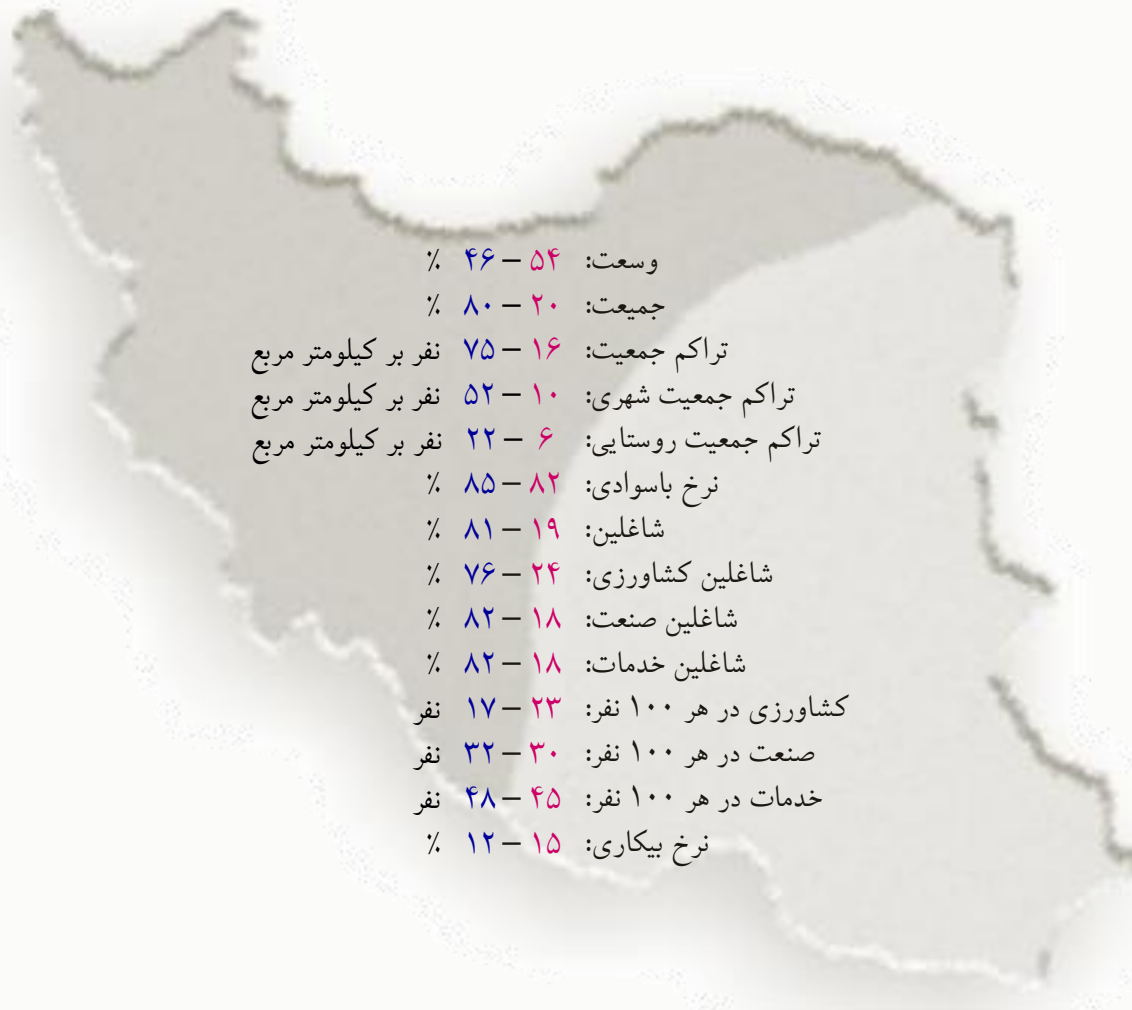 وسعت: ۵۴ – ۴۶ ٪
جمیعت: ۲۰ – ۸۰ ٪
تراکم جمعیت: ۱۶ – ۷۵ نفر بر کیلومتر مربع
تراکم جمعیت شهری: ۱۰ – ۵۲ نفر بر کیلومتر مربع
تراکم جمعیت روستایی: ۶ – ۲۲ نفر بر کیلومتر مربع
نرخ باسوادی: ۸۲ – ۸۵ ٪
شاغلین: ۱۹ – ۸۱ ٪
شاغلین کشاورزی: ۲۴ – ۷۶ ٪
شاغلین صنعت: ۱۸ – ۸۲ ٪
شاغلین خدمات: ۱۸ – ۸۲ ٪
کشاورزی در هر ۱۰۰ نفر: ۲۳ – ۱۷ نفر
صنعت در هر ۱۰۰ نفر: ۳۰ – ۳۲ نفر
خدمات در هر ۱۰۰ نفر: ۴۵ – ۴۸ نفر
نرخ بیکاری: ۱۵ – ۱۲ ٪